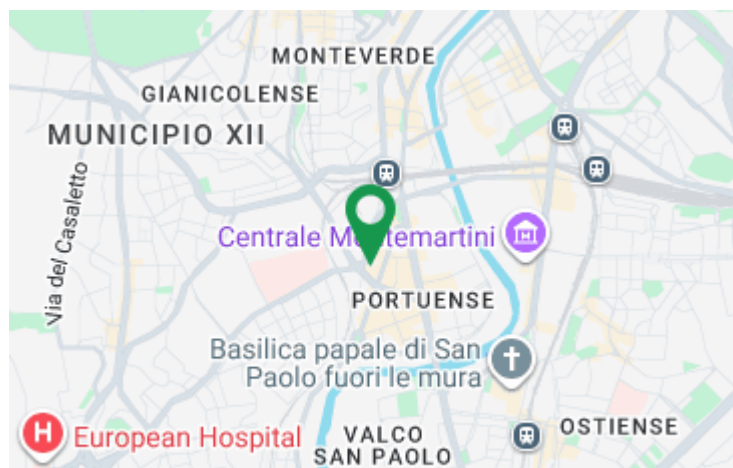 MONTEVERDE
GIANICOLENSE
MUNICIPIO XII
Via del Casaletto
Centrale Montemartini
PORTUENSE
Basilica papale di San
Paolo fuori le mura
H European Hospital
VALCO
SAN PAOLO
OSTIENSE